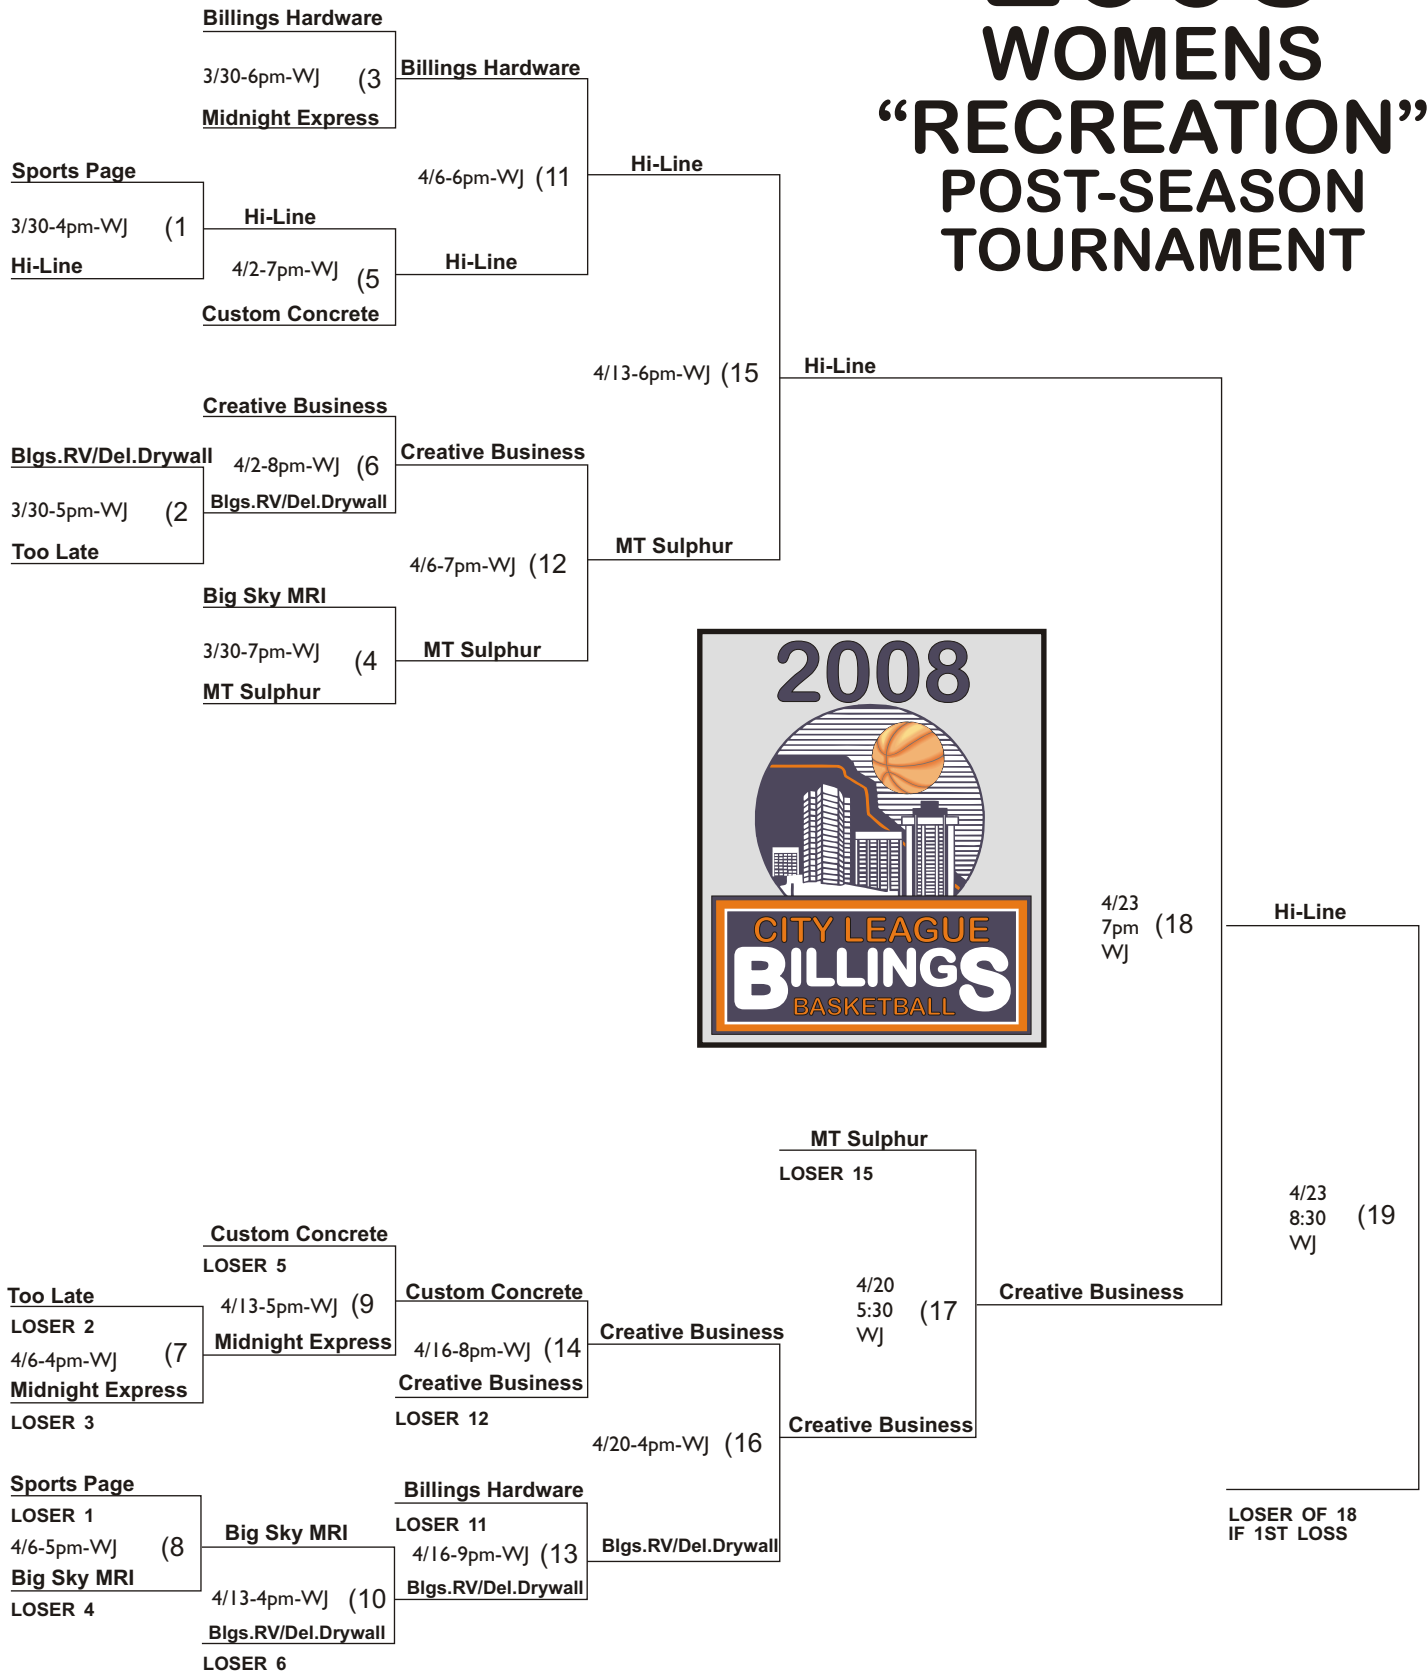 WOMENS
“RECREATION”
POST-SEASON
TOURNAMENT
Billings Hardware
3/30-6pm-WJ (3
Midnight Express
Billings Hardware
Sports Page
3/30-4pm-WJ (1
Hi-Line
Hi-Line
4/2-7pm-WJ (5
Custom Concrete
4/6-6pm-WJ (11
Hi-Line
Hi-Line
4/13-6pm-WJ (15
Hi-Line
Creative Business
Blgs.RV/Del.Drywall
4/2-8pm-WJ (6
Creative Business
3/30-5pm-WJ (2
Blgs.RV/Del.Drywall
Too Late
4/6-7pm-WJ (12
MT Sulphur
Big Sky MRI
3/30-7pm-WJ (4
MT Sulphur
MT Sulphur
2008
CITY LEAGUE
BILLINGS
BASKETBALL
4/23
7pm (18
WJ
Hi-Line
MT Sulphur
LOSER 15
4/23
8:30 (19
WJ
Custom Concrete
LOSER 5
Too Late
LOSER 2
4/13-5pm-WJ (9
Custom Concrete
4/6-4pm-WJ (7
Midnight Express
Midnight Express
LOSER 3
4/16-8pm-WJ (14
Creative Business
LOSER 12
Creative Business
4/20
5:30 (17
WJ
Creative Business
4/20-4pm-WJ (16
Creative Business
Sports Page
LOSER 1
4/6-5pm-WJ (8
Big Sky MRI
LOSER 4
Big Sky MRI
4/13-4pm-WJ (10
Blgs.RV/Del.Drywall
LOSER 6
Billings Hardware
LOSER 11
4/16-9pm-WJ (13
Blgs.RV/Del.Drywall
Blgs.RV/Del.Drywall
LOSER OF 18
IF 1ST LOSS